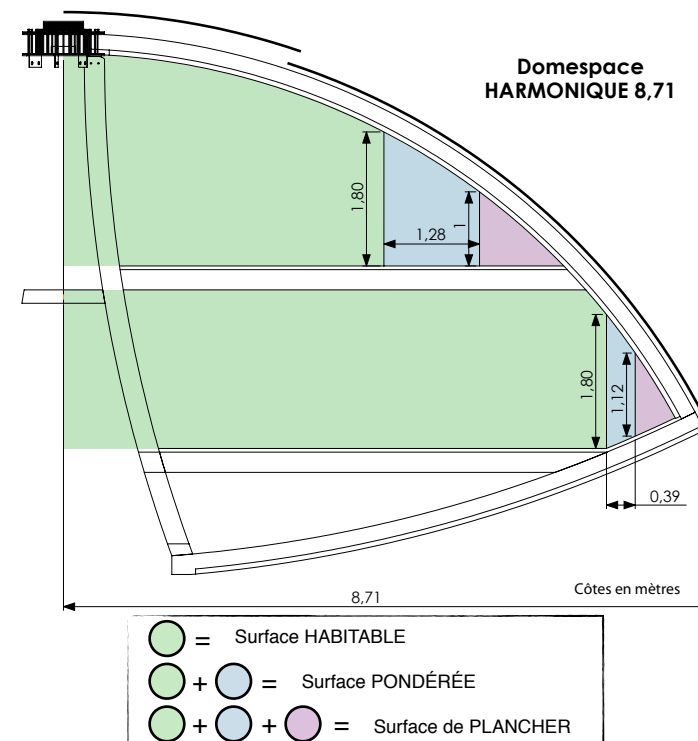 Domespace
HARMONIQUE 8,71
1,80
1,28
1
1,80
1,12
0,39
8,71
Côtes en mètres
= Surface HABITABLE
+ = Surface PONDÉRÉE
+ + = Surface de PLANCHER